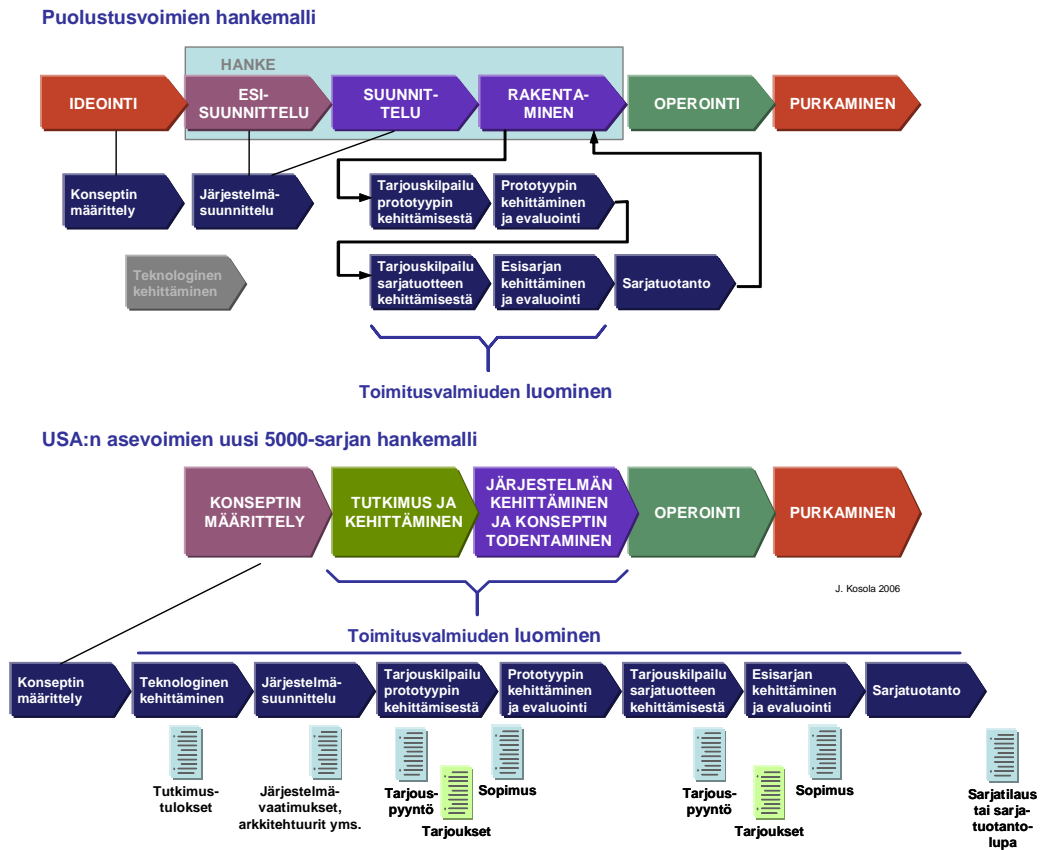 Puolustusvoimien hankemalli
HANKE
IDEOINTI
ESI-
SUUNNITTELU
SUUNNIT-
TELU
RAKENTA-
MINEN
OPEROINTI
PURKAMINEN
Konseptin
määrittely
Järjestelmä-
suunnittelu
Tarjouskilpailu
prototyypin
kehittämisestä
Prototyypin
kehittäminen
ja evaluointi
Teknologinen
kehittäminen
Tarjouskilpailu
sarjatuotteen
kehittämisestä
Esisarjan
kehittäminen
ja evaluointi
Sarjatuotanto
Toimitusvalmiuden luominen
USA:n asevoimien uusi 5000-sarjan hankemalli
KONSEPTIN
MÄÄRITTELY
TUTKIMUS JA
KEHITTÄMINEN
JÄRJESTELMÄN
KEHITTÄMINEN
JA KONSEPTIN
TODENTAMINEN
OPEROINTI
PURKAMINEN
J. Kosola 2006
Toimitusvalmiuden luominen
Konseptin
määrittely
Teknologinen
kehittäminen
Järjestelmä-
suunnittelu
Tarjouskilpailu
prototyypin
kehittämisestä
Prototyypin
kehittäminen
ja evaluointi
Tarjouskilpailu
sarjatuotteen
kehittämisestä
Esisarjan
kehittäminen
ja evaluointi
Sarjatuotanto
Tutkimus-
tulokset
Järjestelmä-
vaatimukset,
arkkitehtuurit yms.
Tarjous-
pyyntö
Tarjoukset
Sopimus
Tarjous-
pyyntö
Tarjoukset
Sopimus
Sarjatilaus
tai sarja-
tuotanto-
lupa